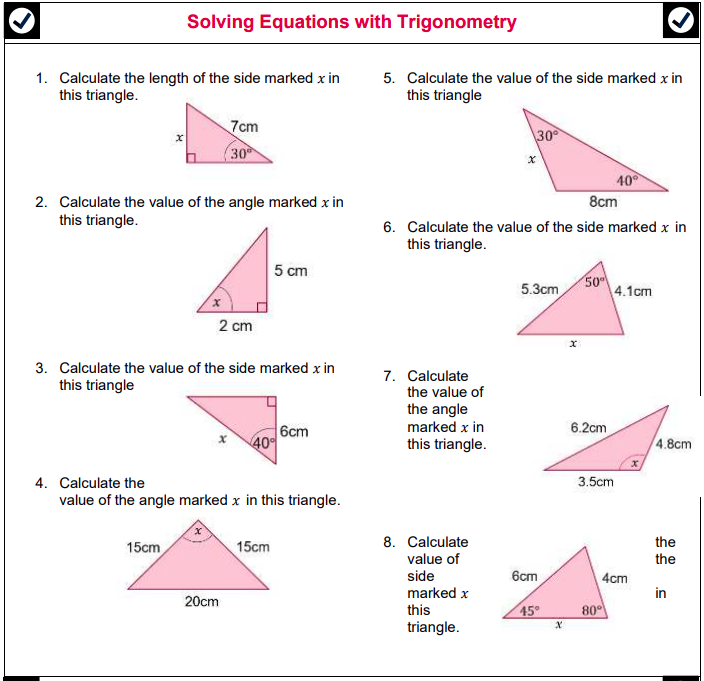 Solving Equations with Trigonometry
1. Calculate the length of the side marked x in
this triangle.
7cm
x
30°
2. Calculate the value of the angle marked x in
this triangle.
5 cm
x
2 cm
3. Calculate the value of the side marked x in
this triangle
6cm
x
40°
4. Calculate the
value of the angle marked x in this triangle.
x
15cm
15cm
20cm
5. Calculate the value of the side marked x in
this triangle
30°
x
40°
8cm
6. Calculate the value of the side marked x in
this triangle.
50°
5.3cm
4.1cm
x
7. Calculate
the value of
the angle
marked x in
this triangle.
6.2cm
4.8cm
x
3.5cm
8. Calculate the
value of the
side
marked x in
this
triangle.
6cm
4cm
45°
80°
x